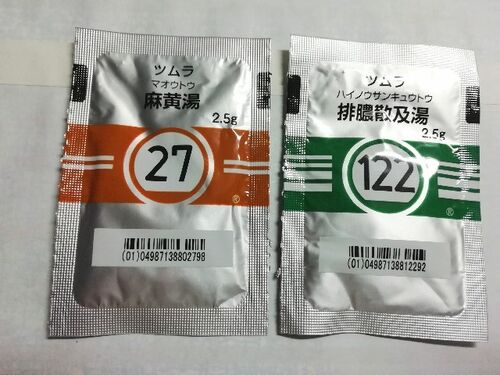 ツムラ
マオウトウ
麻黄湯
2.5g
27
®
(01)04987138802798
ツムラ
ハイノウサンキュウトウ
排膿散及湯
2.5g
122
®
(01)04987138812292